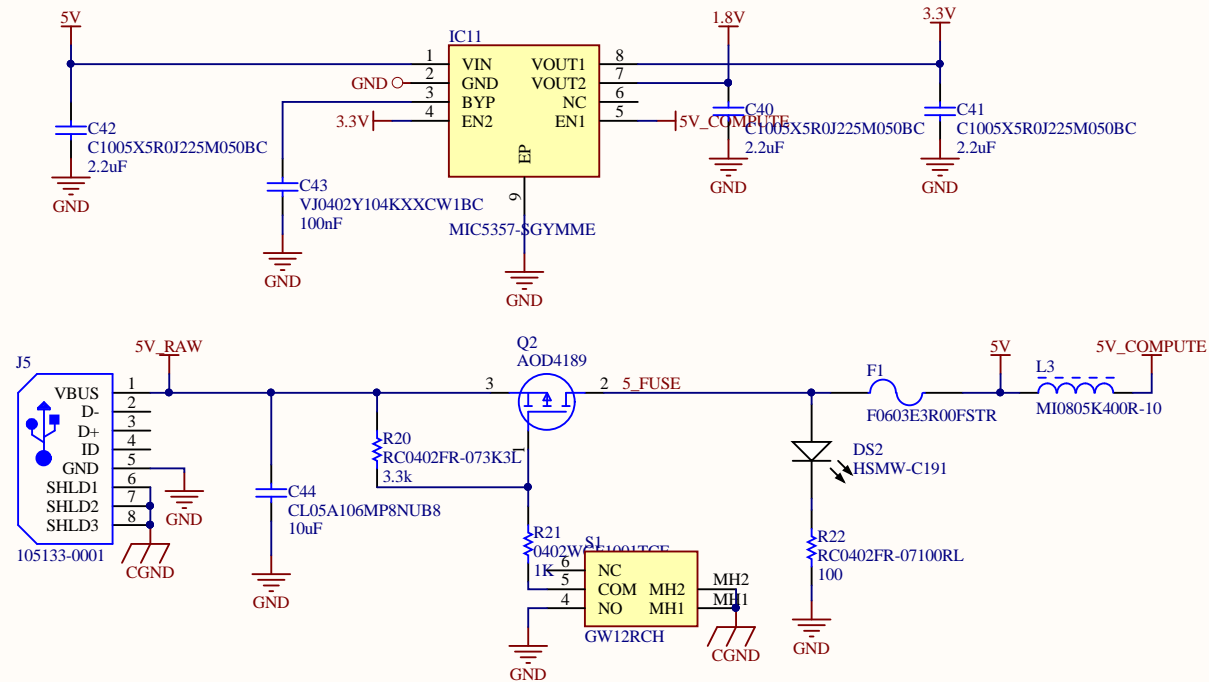 5V
1.8V
3.3V
IC11
1 VIN VOUT1 8
GND 2 GND VOUT2 7
3 BYP NC 6
3.3V 4 EN2 EN1 5 5V_COMPUTE
EP
9
MIC5357-SGYMME
C42
C1005X5R0J225M050BC
2.2uF
GND
C43
VJ0402Y104KXXCW1BC
100nF
GND
GND
C40
C1005X5R0J225M050BC
2.2uF
GND
C41
C1005X5R0J225M050BC
2.2uF
GND
J5
5V_RAW
VBUS 1
D- 2
D+ 3
ID 4
GND 5
SHLD1 6
SHLD2 7
SHLD3 8
105133-0001
GND
CGND
C44
CL05A106MP8NUB8
10uF
GND
R20
RC0402FR-073K3L
3.3k
Q2
AOD4189
3
2
1
5_FUSE
R21
0402WGF1001TCE
1K
S1
6 NC
5 COM MH2 MH2
4 NO MH1 MH1
GW12RCH
GND
CGND
DS2
HSMW-C191
R22
RC0402FR-07100RL
100
GND
F1
F0603E3R00FSTR
5V
L3
MI0805K400R-10
5V_COMPUTE